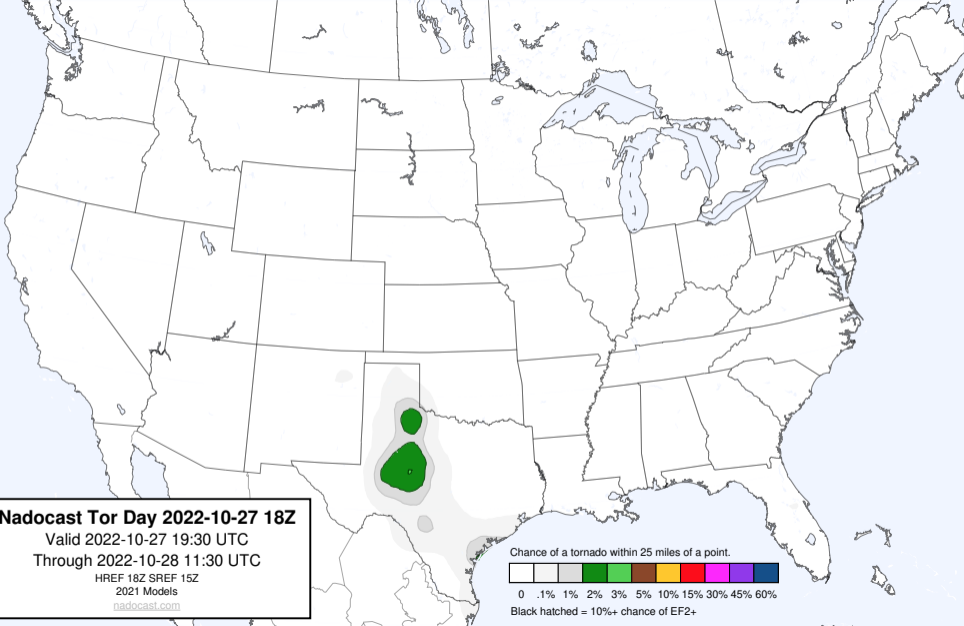 Nadocast Tor Day 2022-10-27 18Z
Valid 2022-10-27 19:30 UTC
Through 2022-10-28 11:30 UTC
HREF 18Z SREF 15Z
2021 Models
nadocast.com
Chance of a tornado within 25 miles of a point.
0 .1% 1% 2% 3% 5% 10% 15% 30% 45% 60%
Black hatched = 10%+ chance of EF2+